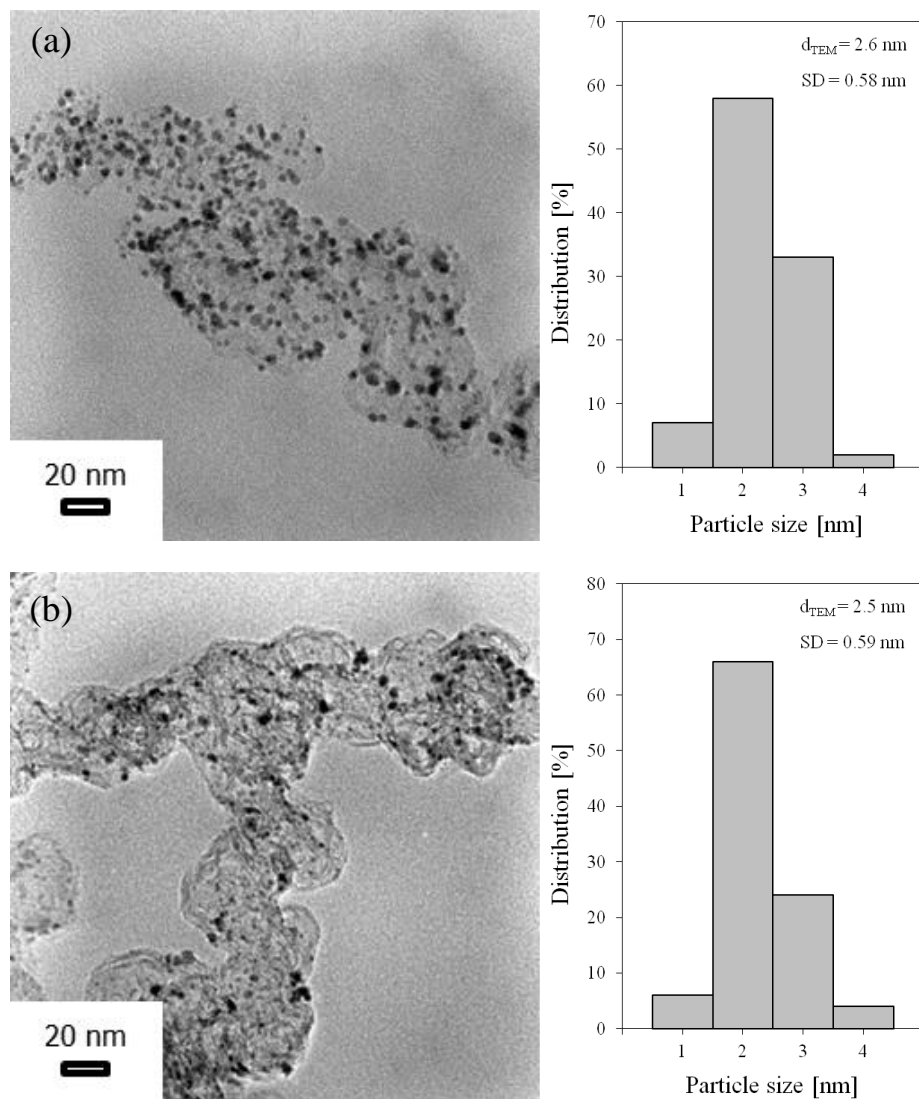 (a)
20 nm
70
60
50
40
30
20
10
0
Distribution [%]
d_TEM = 2.6 nm
SD = 0.58 nm
1 2 3 4
Particle size [nm]
(b)
20 nm
80
70
60
50
40
30
20
10
0
Distribution [%]
d_TEM = 2.5 nm
SD = 0.59 nm
1 2 3 4
Particle size [nm]